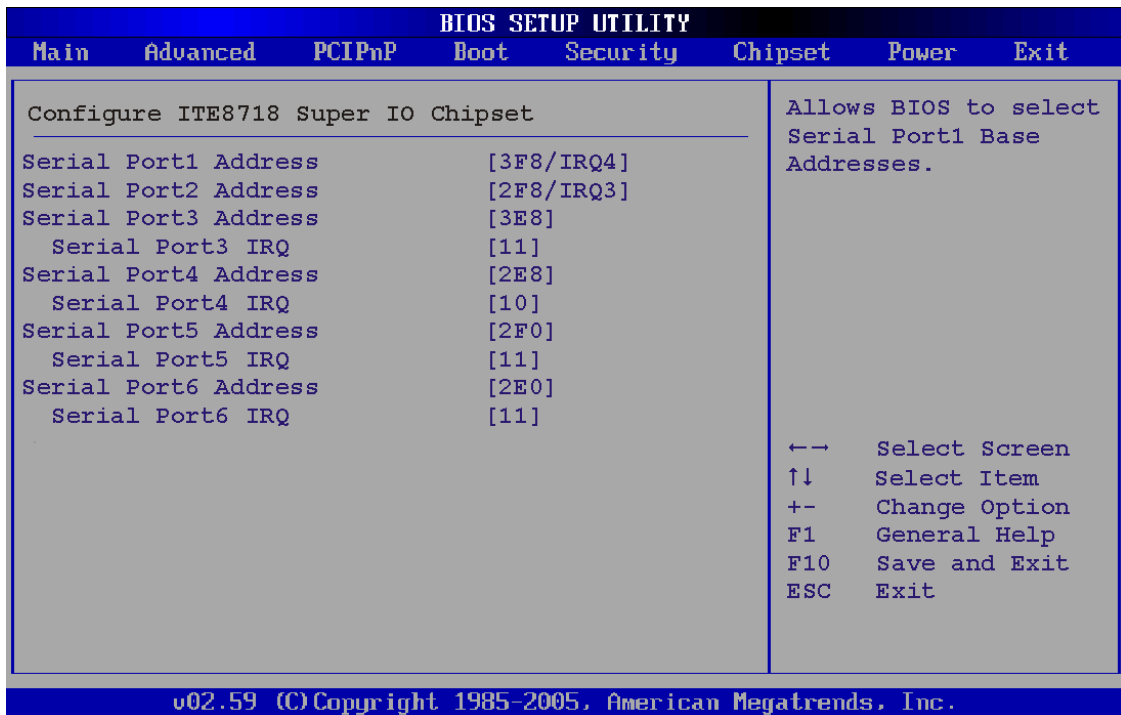 BIOS SETUP UTILITY
Main Advanced PCIPnP Boot Security Chipset Power Exit
Configure ITE8718 Super IO Chipset
Serial Port1 Address [3F8/IRQ4]
Serial Port2 Address [2F8/IRQ3]
Serial Port3 Address [3E8]
Serial Port3 IRQ [11]
Serial Port4 Address [2E8]
Serial Port4 IRQ [10]
Serial Port5 Address [2F0]
Serial Port5 IRQ [11]
Serial Port6 Address [2E0]
Serial Port6 IRQ [11]
Allows BIOS to select
Serial Port1 Base
Addresses.
←→ Select Screen
↑↓ Select Item
+- Change Option
F1 General Help
F10 Save and Exit
ESC Exit
v02.59 (C)Copyright 1985-2005, American Megatrends, Inc.